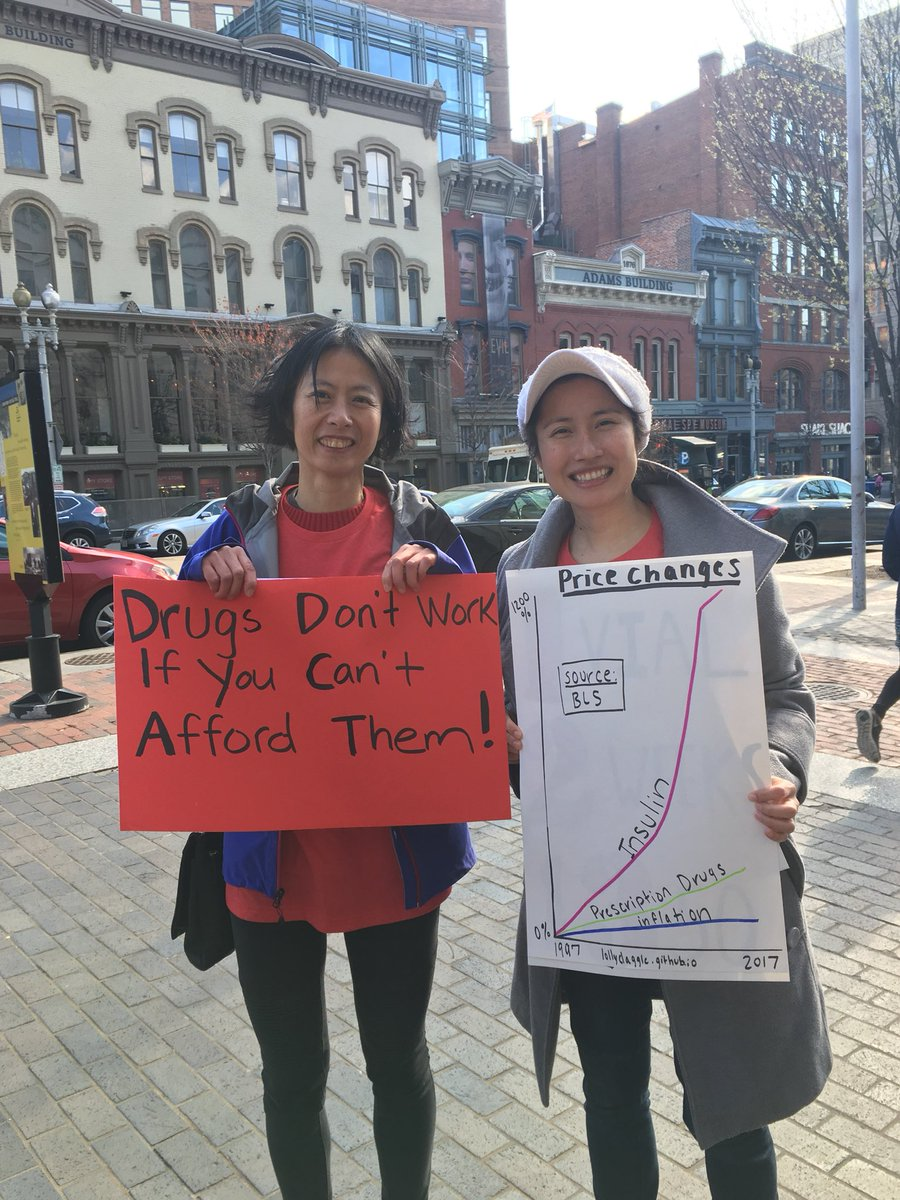 BUILDING
1878
ADAMS BUILDING
Drugs Don't Work
If You Can't
Afford Them!
Price Changes
1200
%
source:
BLS
Insulin
Prescription Drugs
inflation
0%
1997
lollydaggle.github.io
2017
P